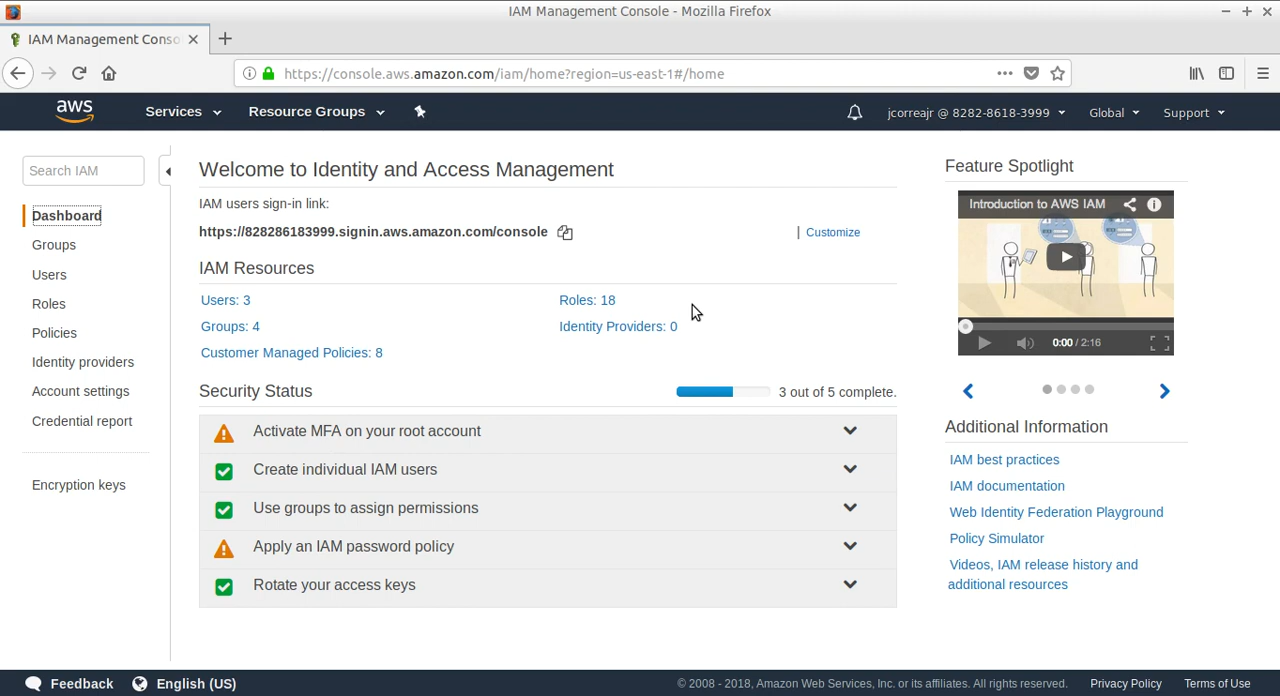 IAM Management Console - Mozilla Firefox
IAM Management Conso
https://console.aws.amazon.com/iam/home?region=us-east-1#/home
aws
Services
Resource Groups
jcorreajr @ 8282-8618-3999
Global
Support
Search IAM
Dashboard
Groups
Users
Roles
Policies
Identity providers
Account settings
Credential report
Encryption keys
Welcome to Identity and Access Management
IAM users sign-in link:
https://828286183999.signin.aws.amazon.com/console
| Customize
IAM Resources
Users: 3
Roles: 18
Groups: 4
Identity Providers: 0
Customer Managed Policies: 8
Security Status
3 out of 5 complete.
Activate MFA on your root account
Create individual IAM users
Use groups to assign permissions
Apply an IAM password policy
Rotate your access keys
Feature Spotlight
Introduction to AWS IAM
0:00 / 2:16
Additional Information
IAM best practices
IAM documentation
Web Identity Federation Playground
Policy Simulator
Videos, IAM release history and
additional resources
Feedback
English (US)
© 2008 - 2018, Amazon Web Services, Inc. or its affiliates. All rights reserved.
Privacy Policy
Terms of Use